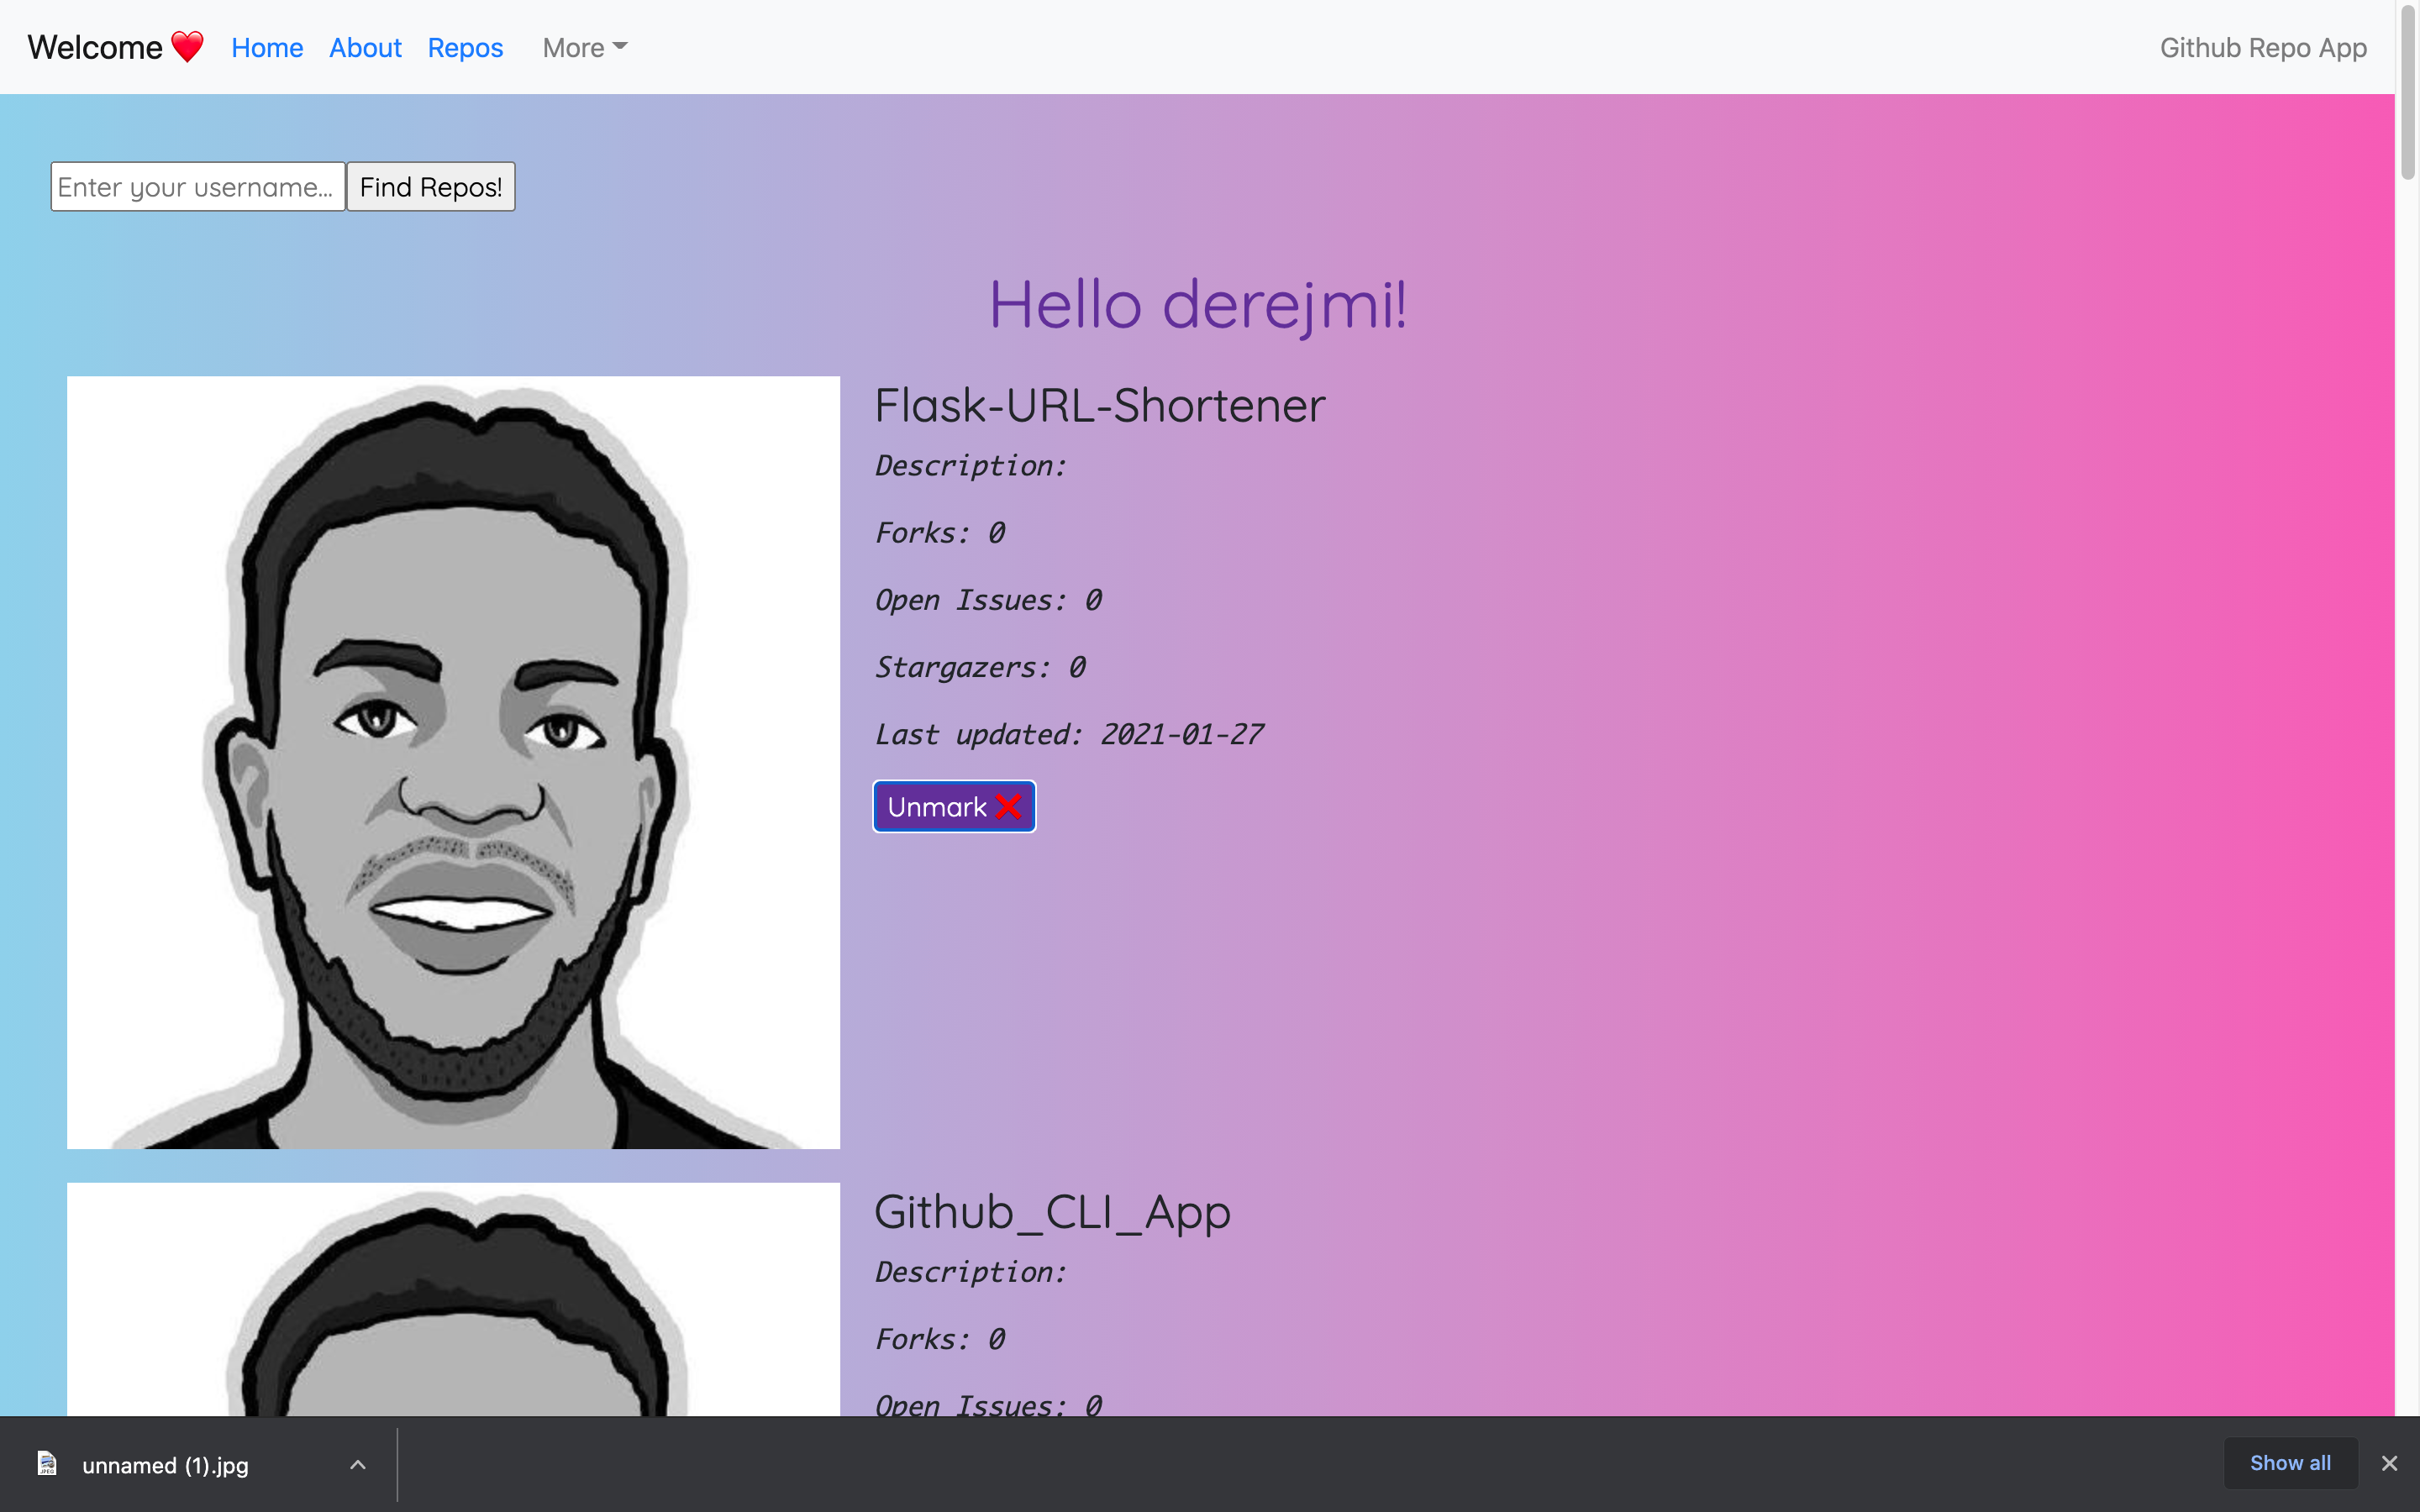 Welcome ❤️ Home About Repos More Github Repo App
Enter your username... Find Repos!
Hello derejmi!
Flask-URL-Shortener
Description:
Forks: 0
Open Issues: 0
Stargazers: 0
Last updated: 2021-01-27
Unmark ❌
Github_CLI_App
Description:
Forks: 0
Open Issues: 0
JPEG unnamed (1).jpg Show all